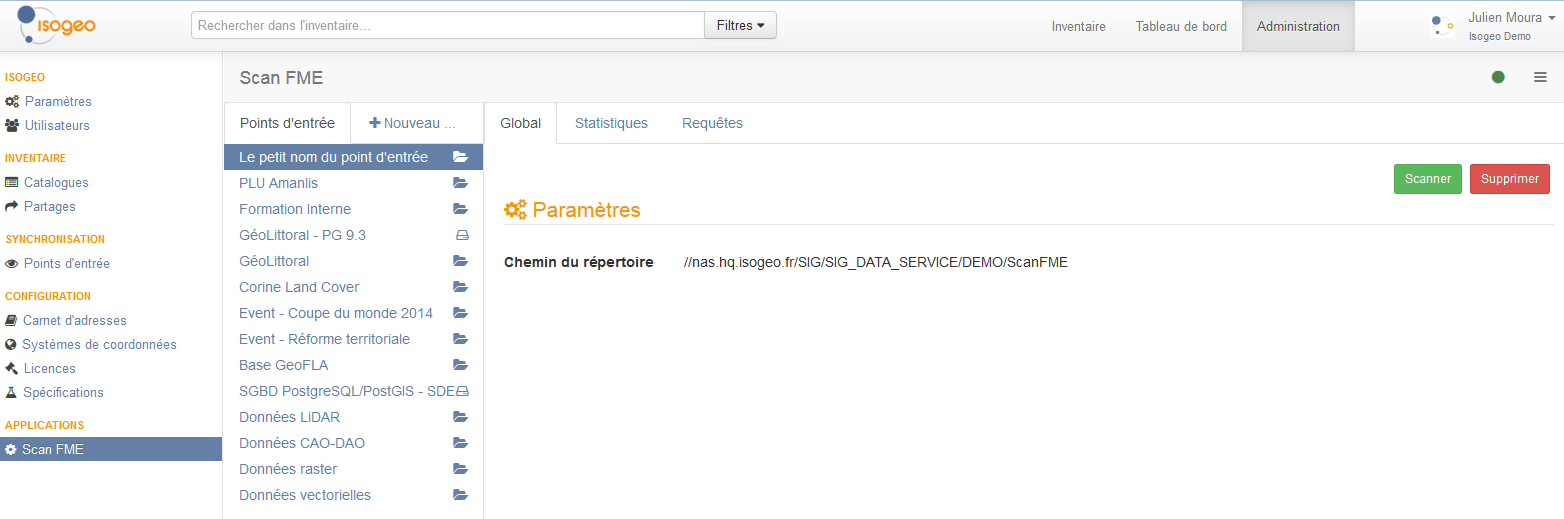 isogeo
Rechercher dans l'inventaire...
Filtres
Inventaire
Tableau de bord
Administration
Julien Moura
Isogeo Demo
ISOGEO
Paramètres
Utilisateurs
INVENTAIRE
Catalogues
Partages
SYNCHRONISATION
Points d'entrée
CONFIGURATION
Carnet d'adresses
Systèmes de coordonnées
Licences
Spécifications
APPLICATIONS
Scan FME
Scan FME
Points d'entrée
Nouveau ...
Le petit nom du point d'entrée
PLU Amanlis
Formation Interne
GéoLittoral - PG 9.3
GéoLittoral
Corine Land Cover
Event - Coupe du monde 2014
Event - Réforme territoriale
Base GeoFLA
SGBD PostgreSQL/PostGIS - SDE
Données LiDAR
Données CAO-DAO
Données raster
Données vectorielles
Global
Statistiques
Requêtes
Scanner
Supprimer
Paramètres
Chemin du répertoire
//nas.hq.isogeo.fr/SIG/SIG_DATA_SERVICE/DEMO/ScanFME